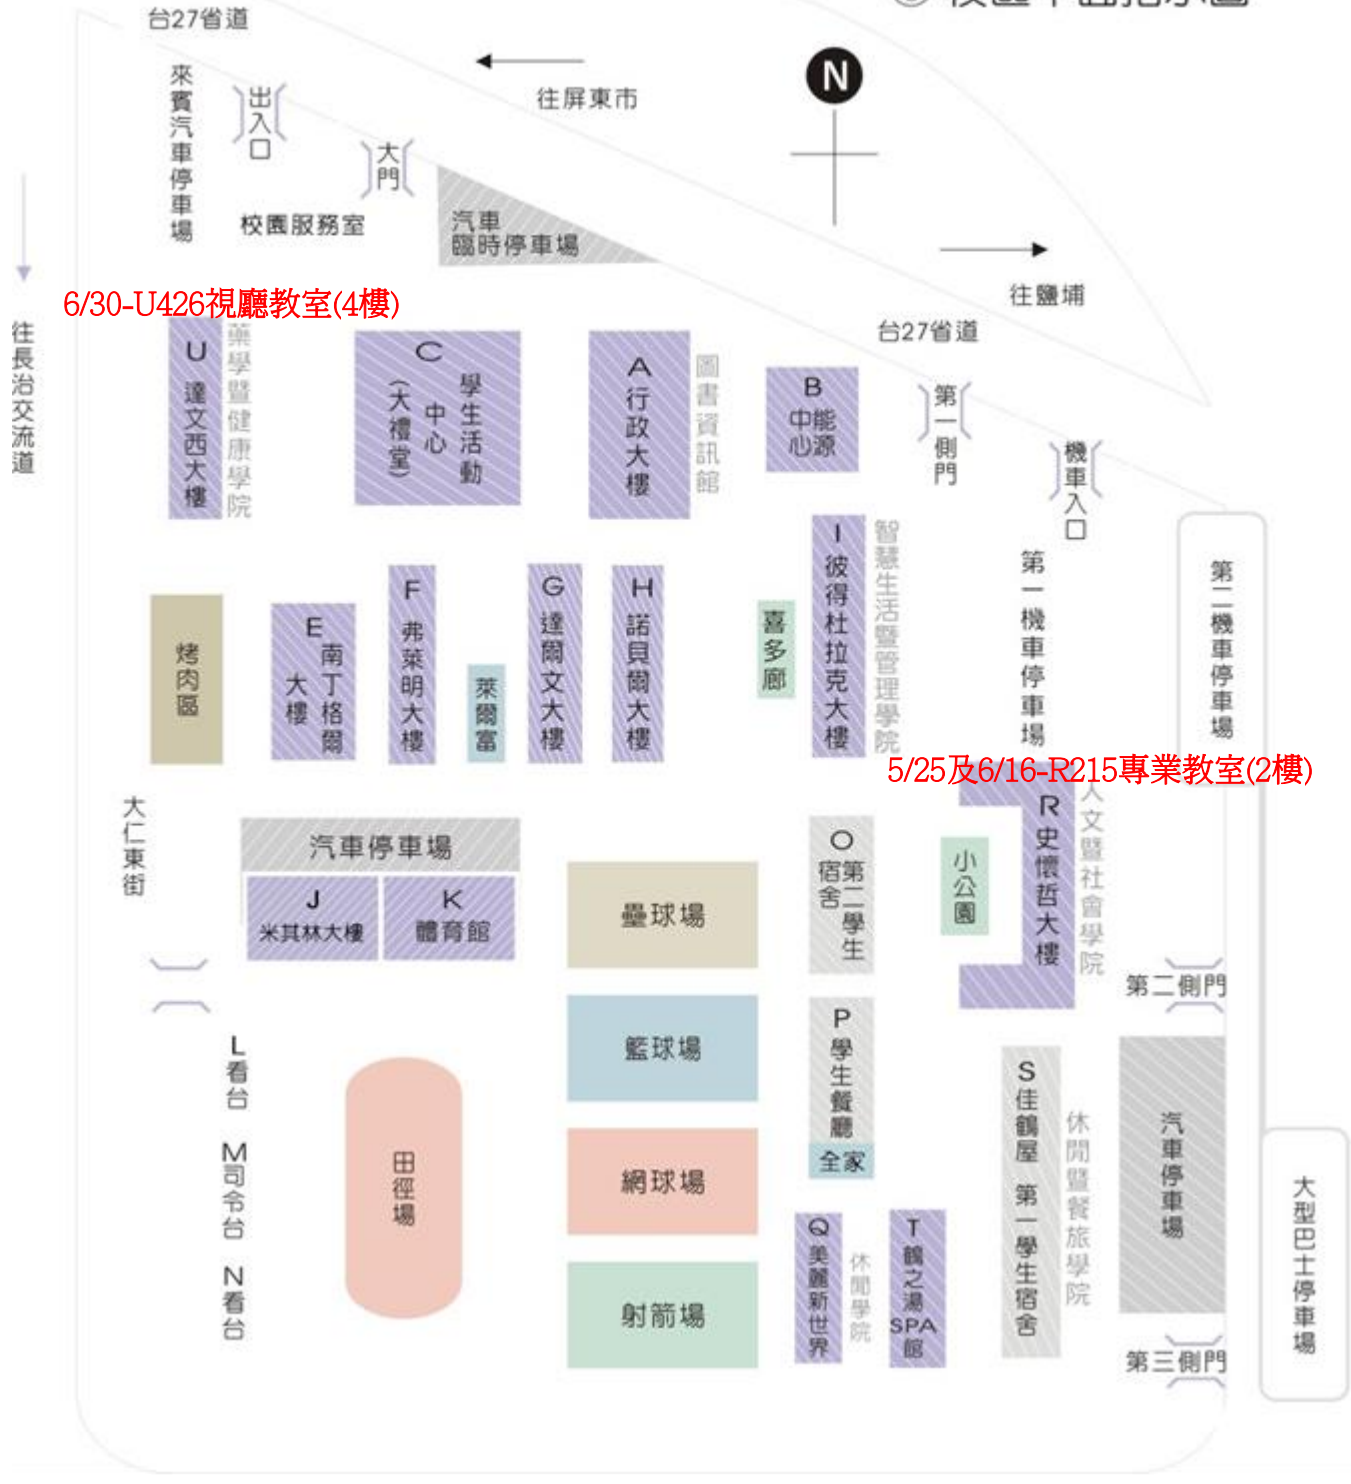 校區平面指示圖
台27省道
往屏東市
N
來賓汽車停車場
出入口
大門
校園服務室
汽車
臨時停車場
往鹽埔
台27省道
往長治交流道
6/30-U426視廳教室(4樓)
U
達文西大樓
藥學暨健康學院
C
學生活動
中心
(大禮堂)
A
行政大樓
圖書資訊館
B
能源
中心
第一側門
機車入口
第一機車停車場
第二機車停車場
烤肉區
E
南丁格爾
大樓
F
弗萊明大樓
萊爾富
G
達爾文大樓
H
諾貝爾大樓
喜多廊
I
彼得杜拉克大樓
智慧生活暨管理學院
5/25及6/16-R215專業教室(2樓)
R
史懷哲大樓
人文暨社會學院
小公園
大仁東街
汽車停車場
J
米其林大樓
K
體育館
壘球場
O
第二學生
宿舍
第二側門
籃球場
P
學生餐廳
全家
L
看台
M
司令台
N
看台
田徑場
網球場
射箭場
Q
美麗新世界
休閒學院
T
鶴之湯
SPA
館
S
佳鶴屋 第一學生宿舍
休閒暨餐旅學院
汽車停車場
第三側門
大型巴士停車場